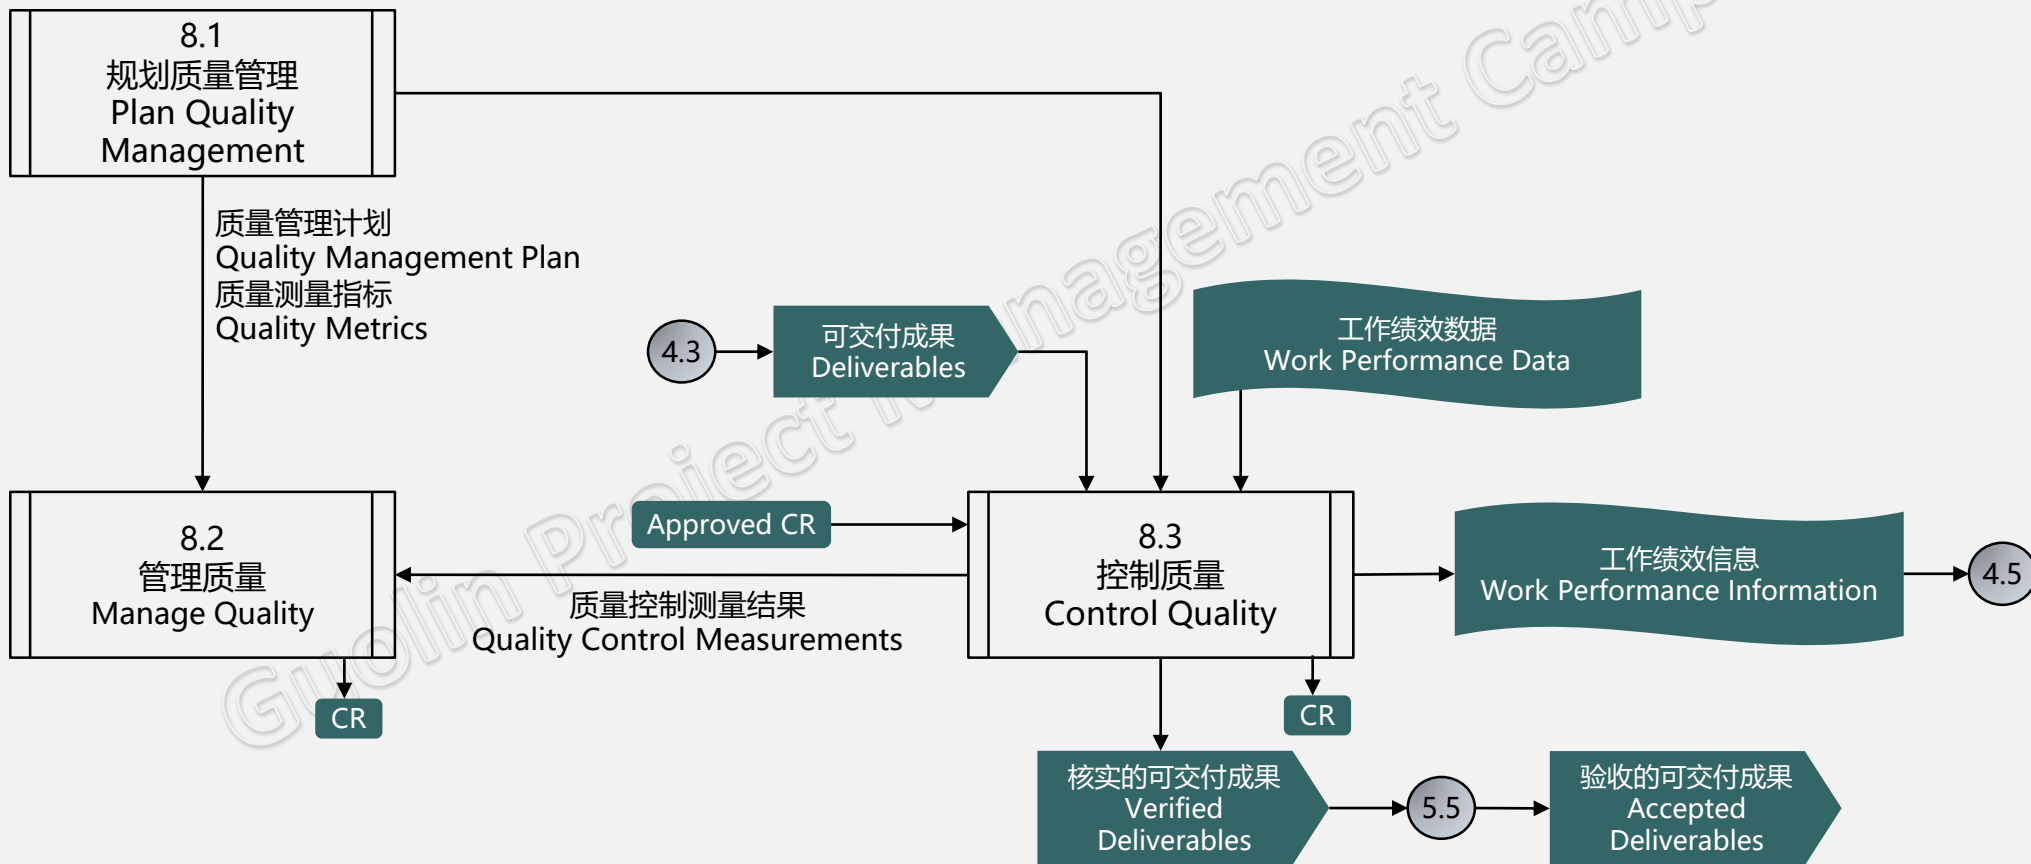 8.1
规划质量管理
Plan Quality
Management
质量管理计划
Quality Management Plan
质量测量指标
Quality Metrics
4.3
可交付成果
Deliverables
工作绩效数据
Work Performance Data
8.2
管理质量
Manage Quality
Approved CR
质量控制测量结果
Quality Control Measurements
8.3
控制质量
Control Quality
工作绩效信息
Work Performance Information
4.5
CR
CR
核实的可交付成果
Verified
Deliverables
5.5
验收的可交付成果
Accepted
Deliverables
Guolin Project Management Camp